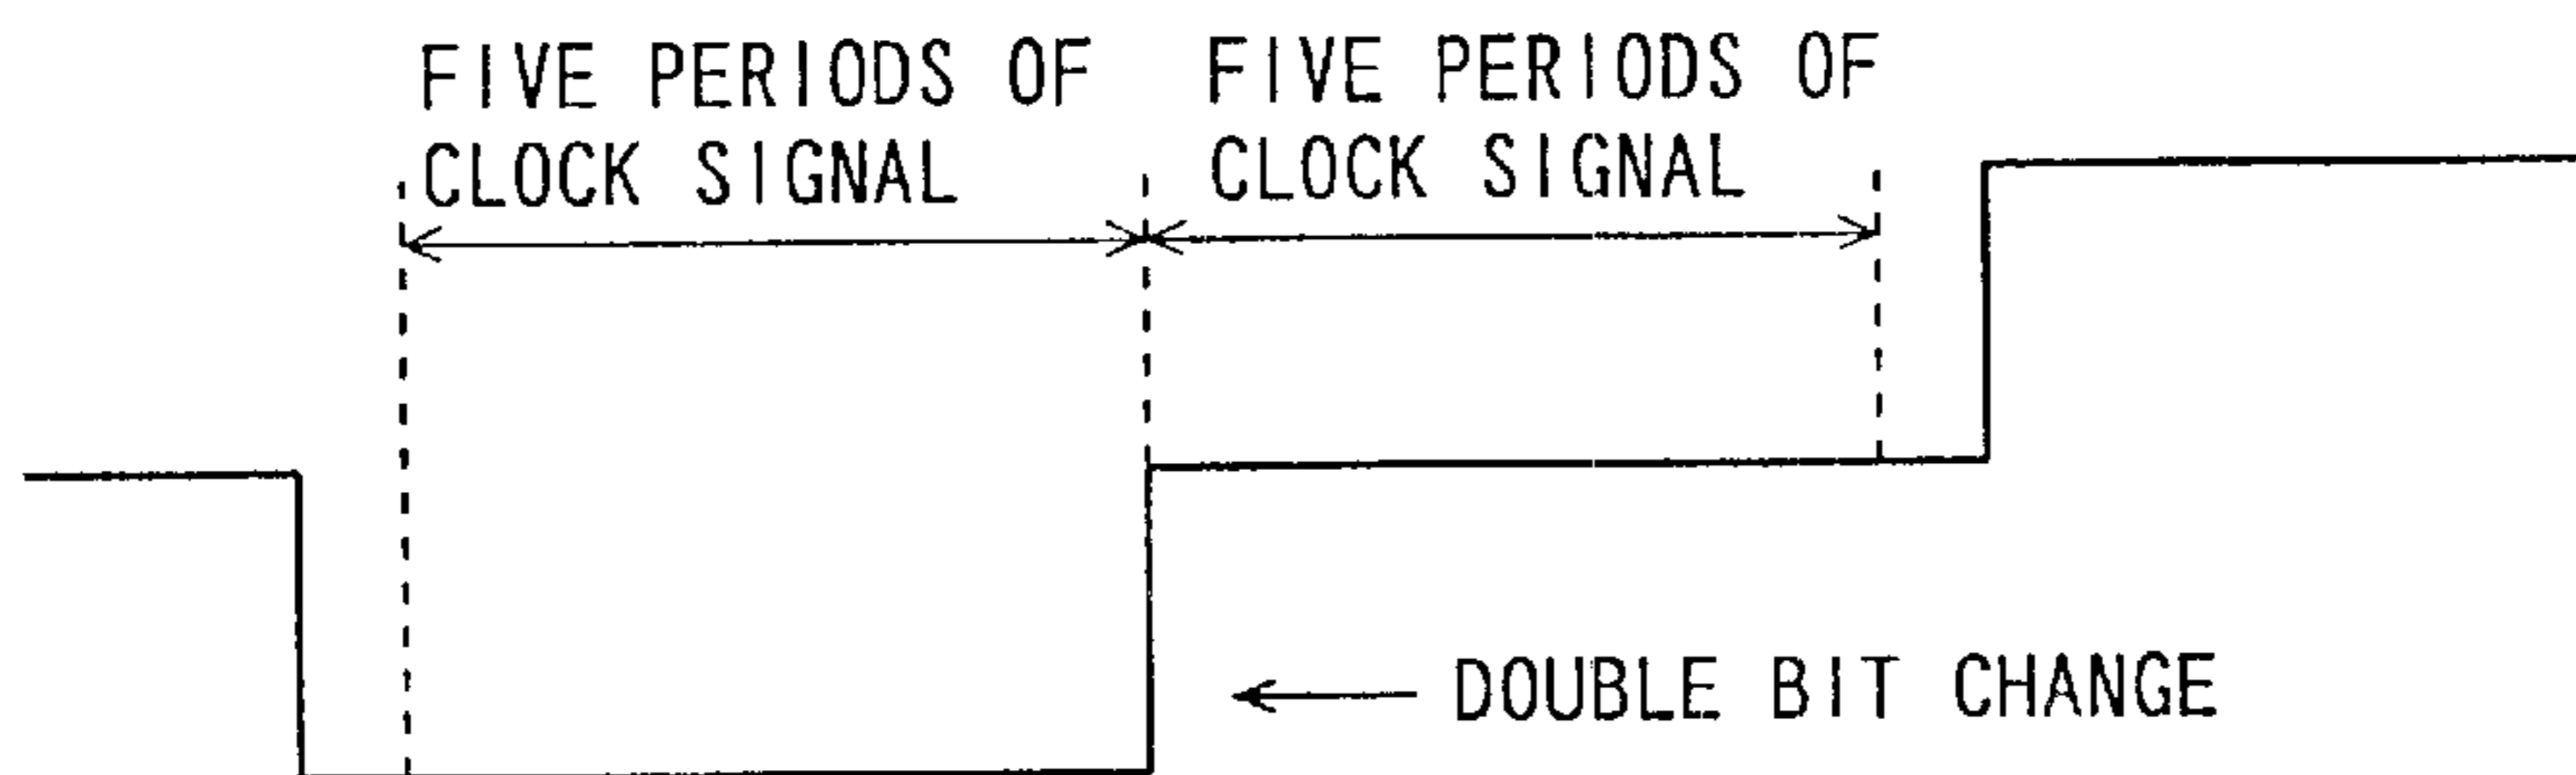 FIVE PERIODS OF
CLOCK SIGNAL
FIVE PERIODS OF
CLOCK SIGNAL
DOUBLE BIT CHANGE